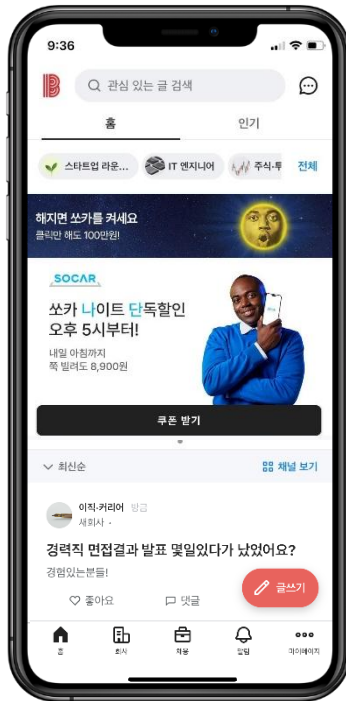 9:36
관심 있는 글 검색
홈 인기
스타트업 라운... IT 엔지니어 주식·투 전체
해지면 쏘카를 켜세요
클릭만 해도 100만원!
SOCAR
쏘카 나이트 단독할인
오후 5시부터!
내일 아침까지
쭉 빌려도 8,900원
쿠폰 받기
최신순 채널 보기
이직·커리어 방금
새회사 ·
경력직 면접결과 발표 몇일있다가 났었어요?
경험있는분들!
좋아요 댓글
글쓰기
홈 회사 채용 알림 마이페이지